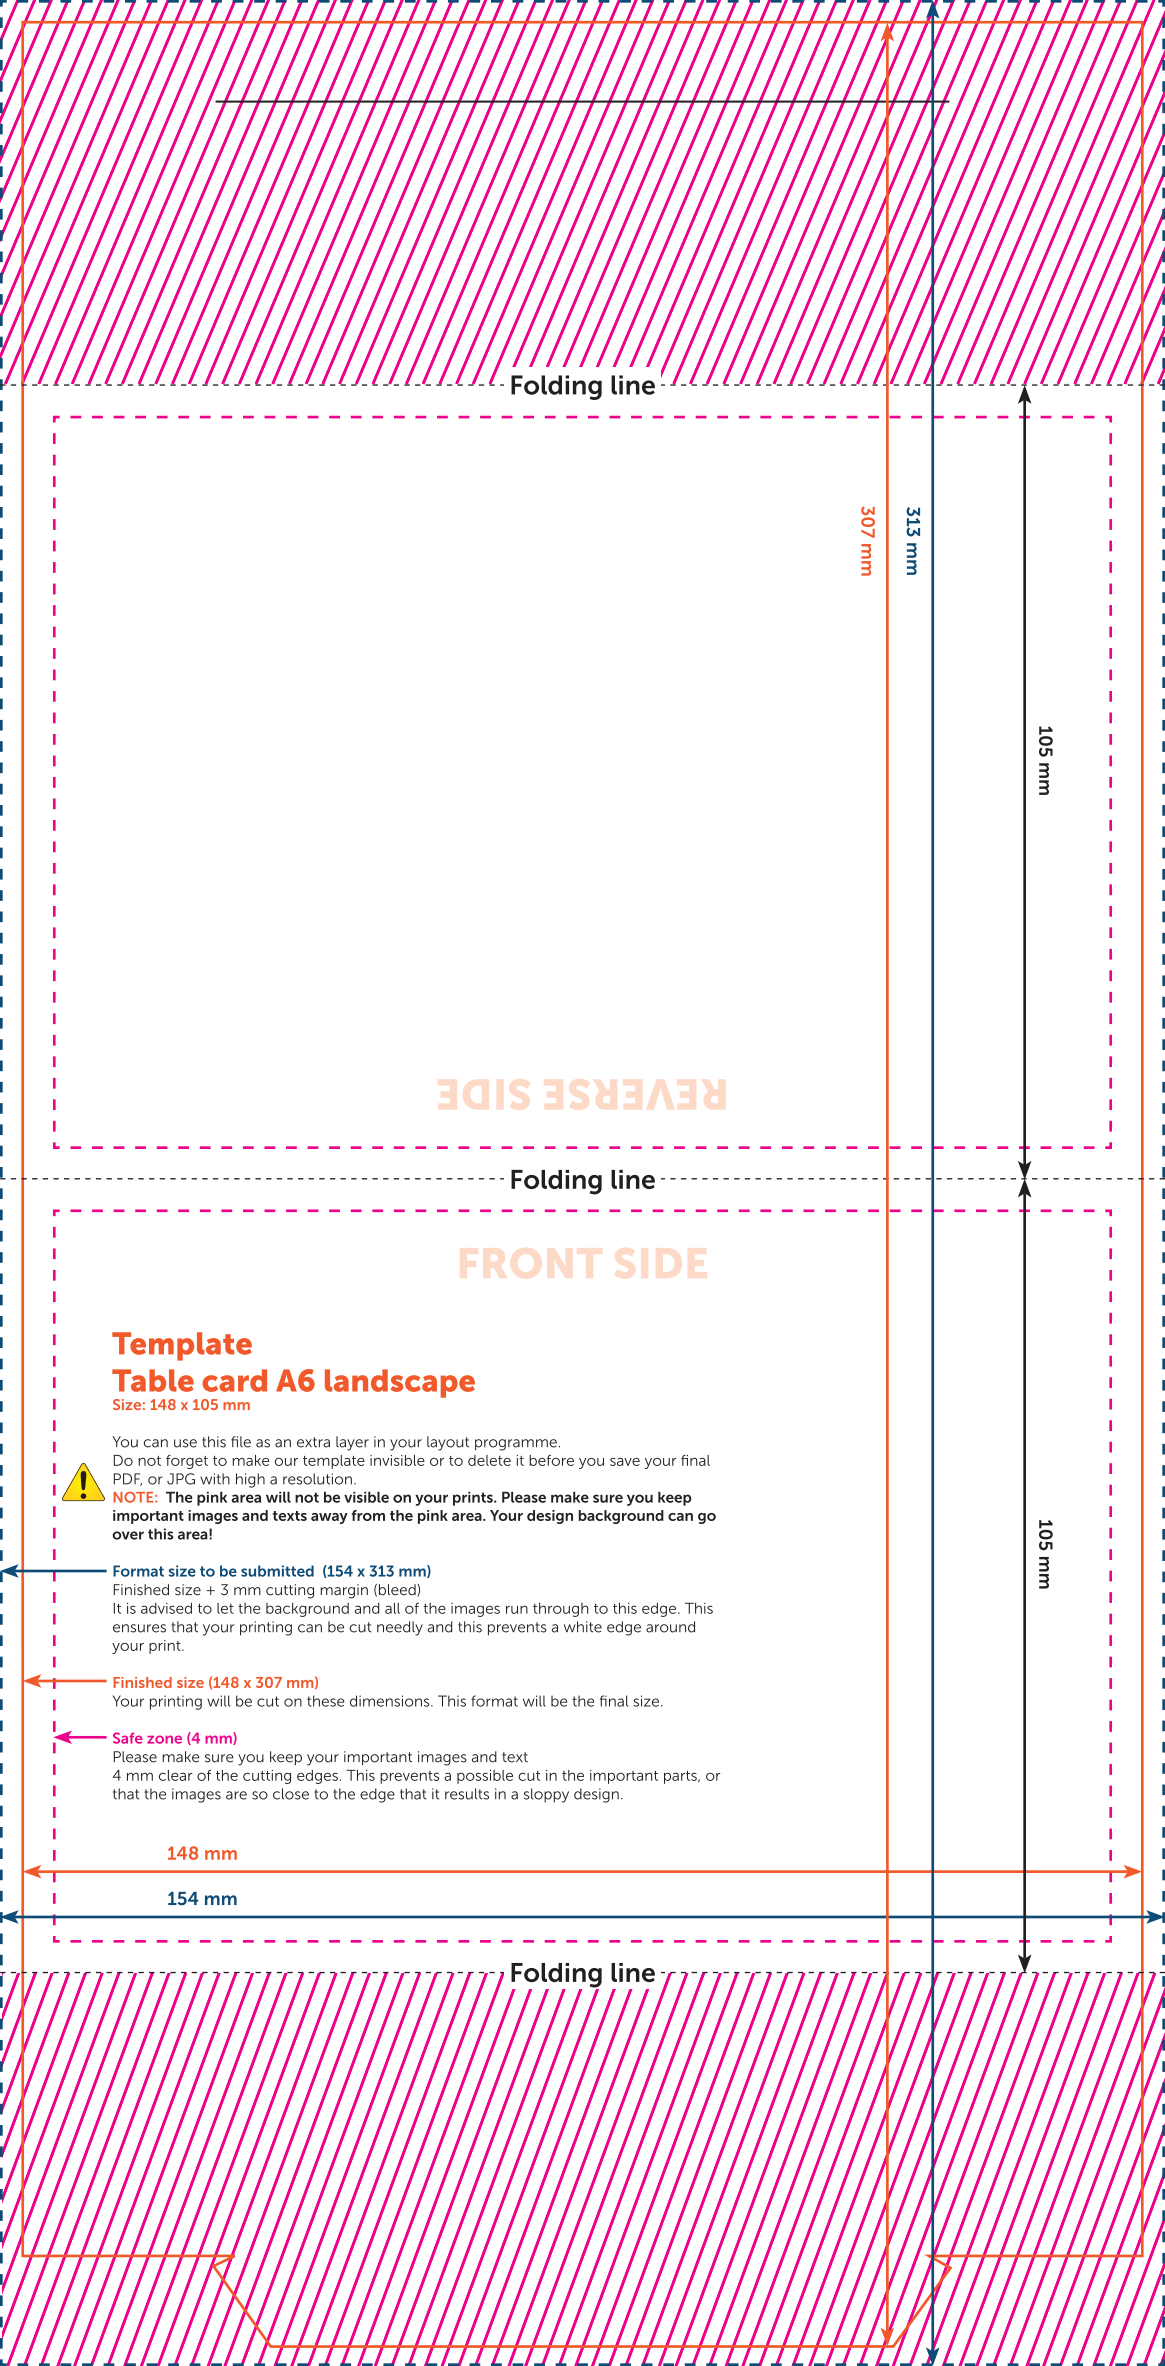 Folding line
307 mm
313 mm
105 mm
REVERSE SIDE
Folding line
FRONT SIDE
Template
Table card A6 landscape
Size: 148 x 105 mm
You can use this file as an extra layer in your layout programme.
Do not forget to make our template invisible or to delete it before you save your final
PDF, or JPG with high a resolution.
NOTE: The pink area will not be visible on your prints. Please make sure you keep
important images and texts away from the pink area. Your design background can go
over this area!
105 mm
Format size to be submitted (154 x 313 mm)
Finished size + 3 mm cutting margin (bleed)
It is advised to let the background and all of the images run through to this edge. This
ensures that your printing can be cut needly and this prevents a white edge around
your print.
Finished size (148 x 307 mm)
Your printing will be cut on these dimensions. This format will be the final size.
Safe zone (4 mm)
Please make sure you keep your important images and text
4 mm clear of the cutting edges. This prevents a possible cut in the important parts, or
that the images are so close to the edge that it results in a sloppy design.
148 mm
154 mm
Folding line